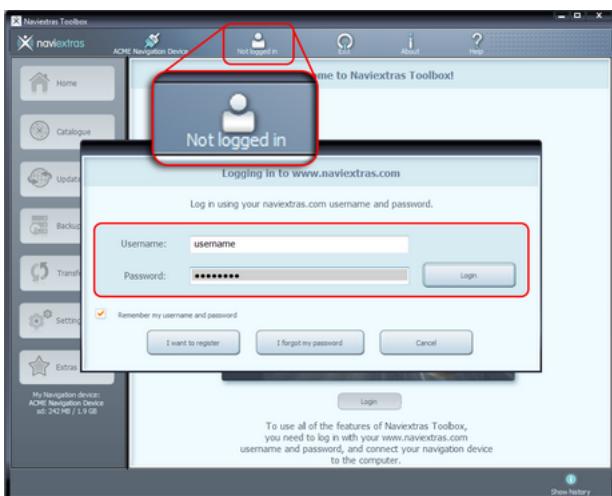 Naviextras Toolbox
naviextras
ACME Navigation Device
Not logged in
Exit
About
Help
Home
Catalogue
Update
Backup
Transfe
Setting
Extras
My Navigation device:
ACME Navigation Device
sd: 242 MB / 1.9 GB
me to Naviextras Toolbox!
Not logged in
Logging in to www.naviextras.com
Log in using your naviextras.com username and password.
Username:
username
Password:
Login
Remember my username and password
I want to register
I forgot my password
Cancel
Login
To use all of the features of Naviextras Toolbox,
you need to log in with your www.naviextras.com
username and password, and connect your navigation device
to the computer.
Show history